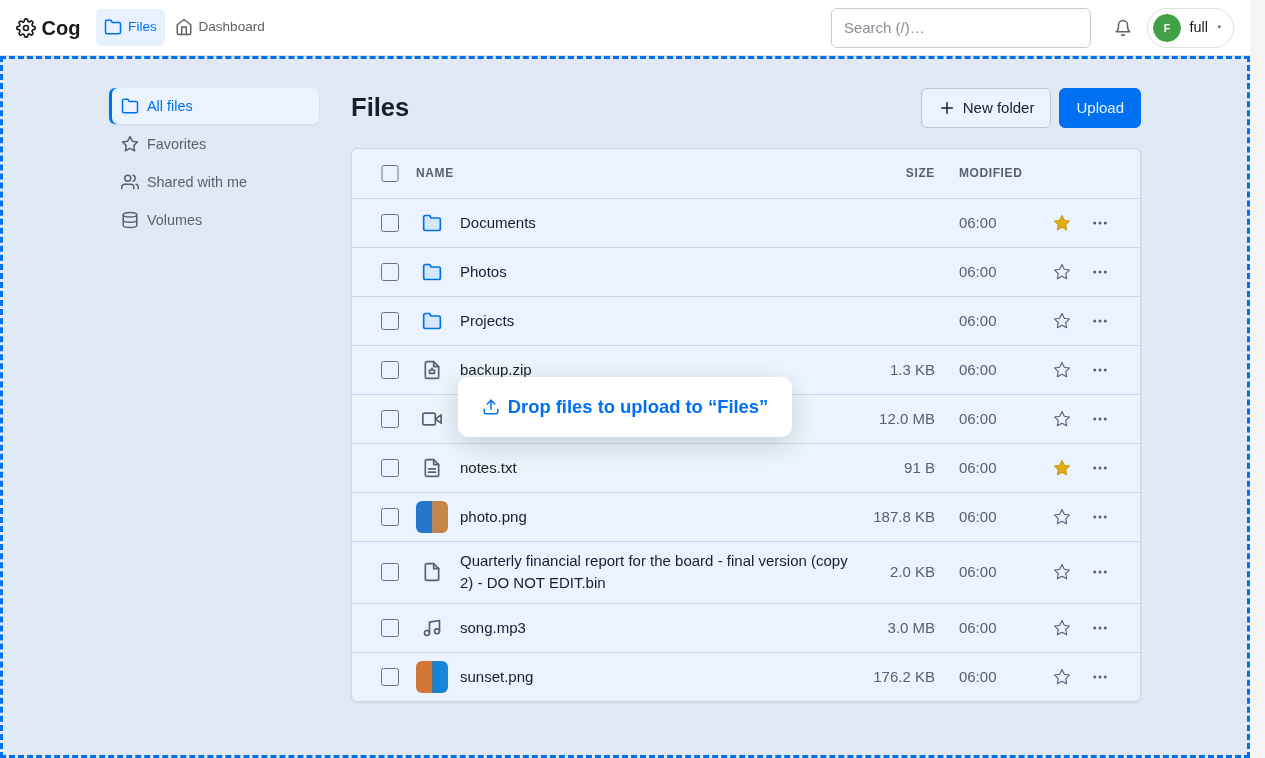 Cog
Files
Dashboard
Search (/)…
F
full
All files
Favorites
Shared with me
Volumes
Files
New folder
Upload
NAME SIZE MODIFIED
Documents 06:00
Photos 06:00
Projects 06:00
backup.zip 1.3 KB 06:00
Drop files to upload to “Files”
12.0 MB 06:00
notes.txt 91 B 06:00
photo.png 187.8 KB 06:00
Quarterly financial report for the board - final version (copy
2) - DO NOT EDIT.bin 2.0 KB 06:00
song.mp3 3.0 MB 06:00
sunset.png 176.2 KB 06:00